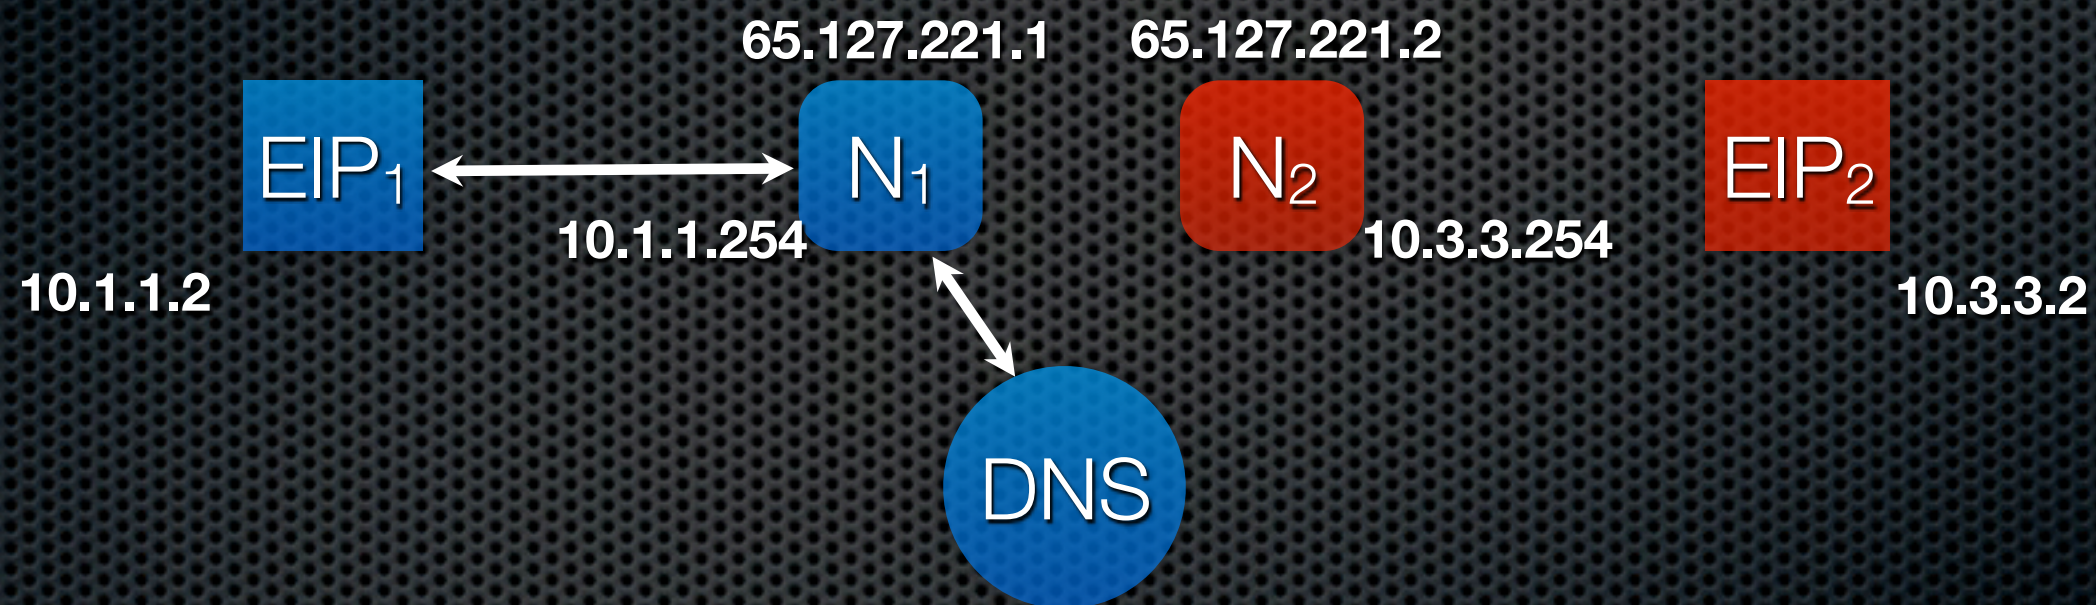 65.127.221.1
65.127.221.2
EIP₁
N₁
N₂
EIP₂
10.1.1.254
10.3.3.254
10.1.1.2
10.3.3.2
DNS